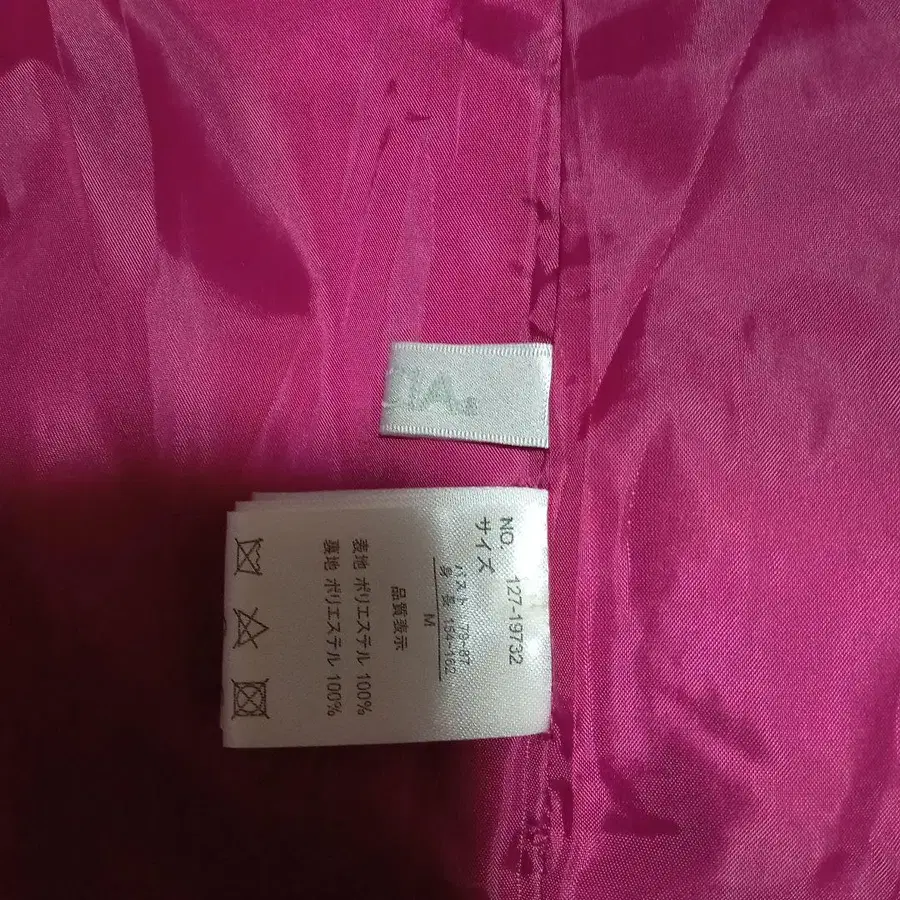 NO. 127-19732
サイズ
バスト 79-87
身 長 154-162
M
品質表示
表地 ポリエステル 100%
裏地 ポリエステル 100%